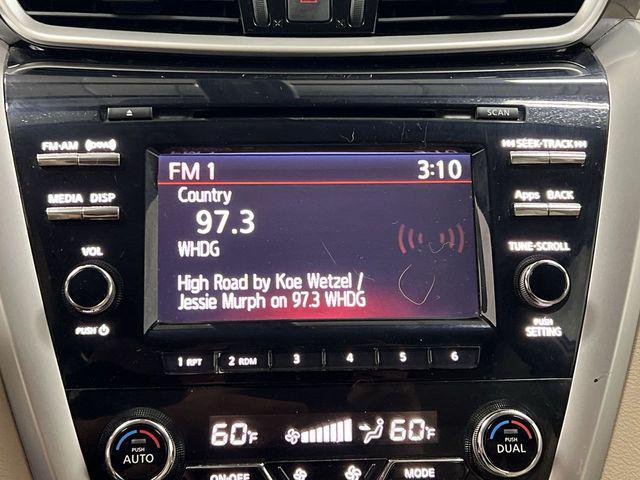 SCAN
FM·AM
SEEK·TRACK
FM 1 3:10
Country
MEDIA DISP
Apps BACK
97.3
VOL
WHDG
TUNE·SCROLL
High Road by Koe Wetzel /
Jessie Murph on 97.3 WHDG
PUSH
PUSH
SETTING
1 RPT 2 RDM 3 4 5 6
60°F 60°F
PUSH
AUTO
PUSH
DUAL
ON·OFF MODE